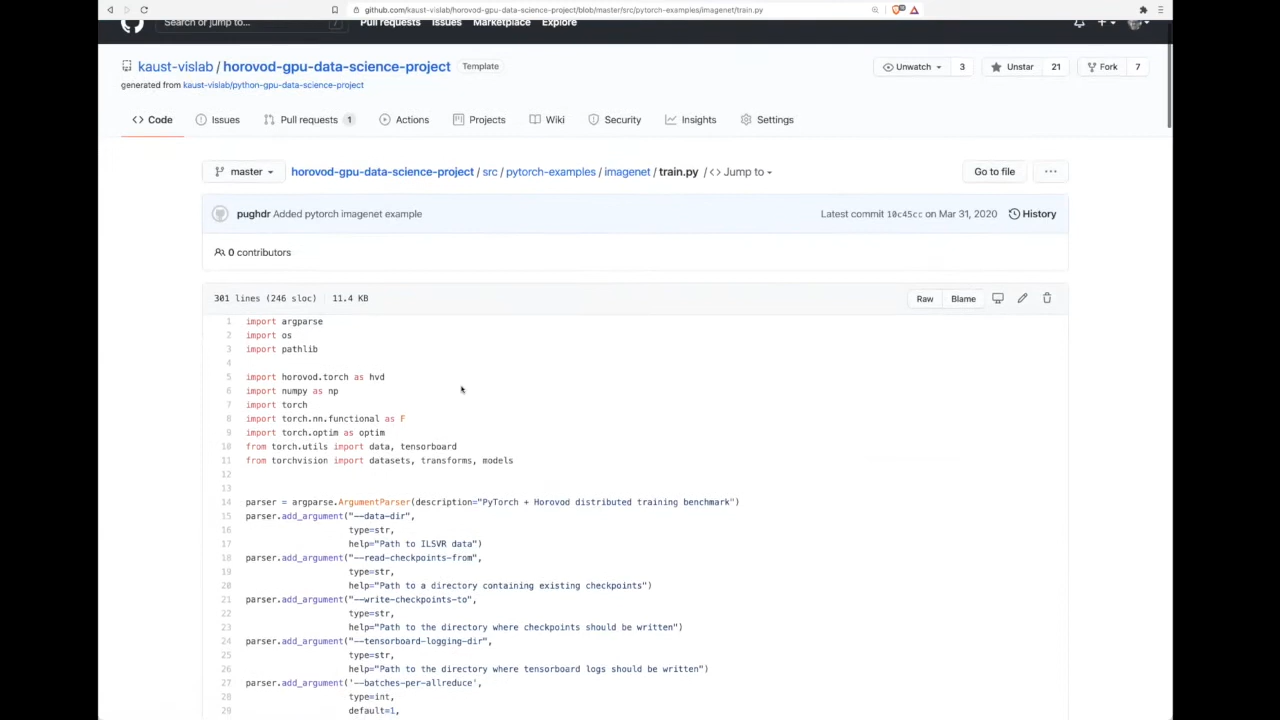 github.com/kaust-vislab/horovod-gpu-data-science-project/blob/master/src/pytorch-examples/imagenet/train.py
Search or jump to... /
Pull requests Issues Marketplace Explore
kaust-vislab / horovod-gpu-data-science-project Template
Unwatch 3 Unstar 21 Fork 7
generated from kaust-vislab/python-gpu-data-science-project
Code Issues Pull requests 1 Actions Projects Wiki Security Insights Settings
master horovod-gpu-data-science-project / src / pytorch-examples / imagenet / train.py / <> Jump to
Go to file ...
pughdr Added pytorch imagenet example
Latest commit 10c45cc on Mar 31, 2020 History
0 contributors
301 lines (246 sloc) 11.4 KB
Raw Blame
1 import argparse
2 import os
3 import pathlib
4
5 import horovod.torch as hvd
6 import numpy as np
7 import torch
8 import torch.nn.functional as F
9 import torch.optim as optim
10 from torch.utils import data, tensorboard
11 from torchvision import datasets, transforms, models
12
13
14 parser = argparse.ArgumentParser(description="PyTorch + Horovod distributed training benchmark")
15 parser.add_argument("--data-dir",
16 type=str,
17 help="Path to ILSVR data")
18 parser.add_argument("--read-checkpoints-from",
19 type=str,
20 help="Path to a directory containing existing checkpoints")
21 parser.add_argument("--write-checkpoints-to",
22 type=str,
23 help="Path to the directory where checkpoints should be written")
24 parser.add_argument("--tensorboard-logging-dir",
25 type=str,
26 help="Path to the directory where tensorboard logs should be written")
27 parser.add_argument('--batches-per-allreduce',
28 type=int,
29 default=1,